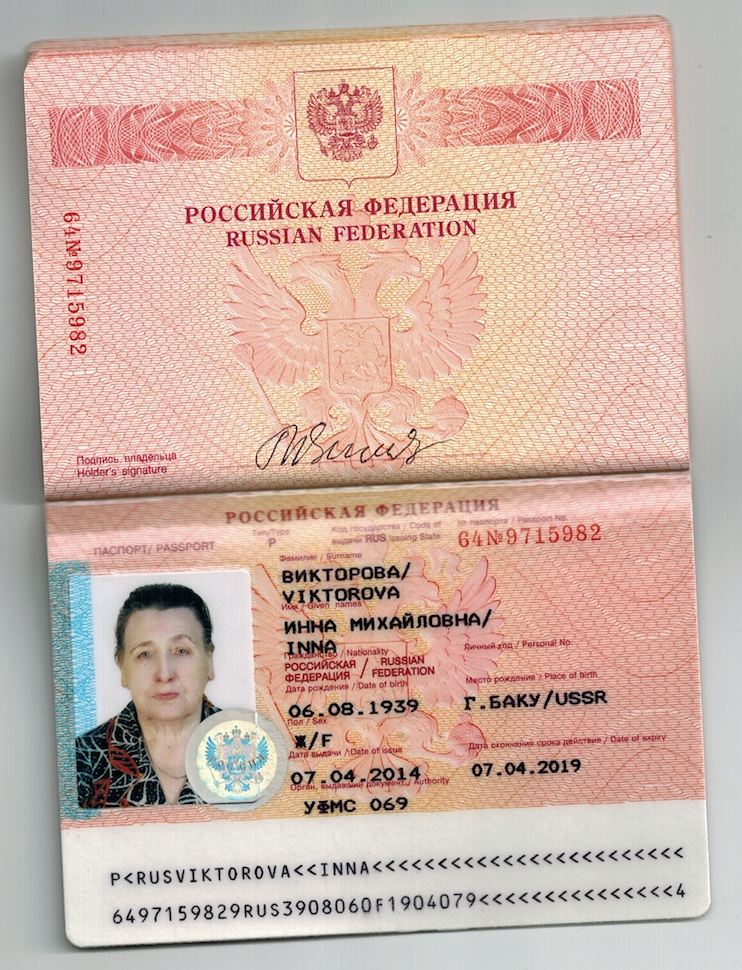 РОССИЙСКАЯ ФЕДЕРАЦИЯ
RUSSIAN FEDERATION
64№9715982
Подпись владельца
Holder's signature
РОССИЙСКАЯ ФЕДЕРАЦИЯ
ПАСПОРТ/ PASSPORT
Тип/Type
P
Код государства / Code of
выдачи RUS issuing State
№ паспорта / Passport No.
64№9715982
Фамилия / Surname
ВИКТОРОВА/
VIKTOROVA
Имя / Given names
ИННА МИХАЙЛОВНА/
INNA
Гражданство / Nationality
РОССИЙСКАЯ / RUSSIAN
ФЕДЕРАЦИЯ / FEDERATION
Личный код / Personal No.
Дата рождения / Date of birth
06.08.1939
Место рождения / Place of birth
Г.БАКУ/USSR
Пол / Sex
Ж/F
Дата выдачи / Date of issue
07.04.2014
Дата окончания срока действия / Date of expiry
07.04.2019
Орган, выдавший документ / Authority
УФМС 069
P<RUSVIKTOROVA<<INNA<<<<<<<<<<<<<<<<<<<<<<<<
6497159829RUS3908060F1904079<<<<<<<<<<<<<<<4